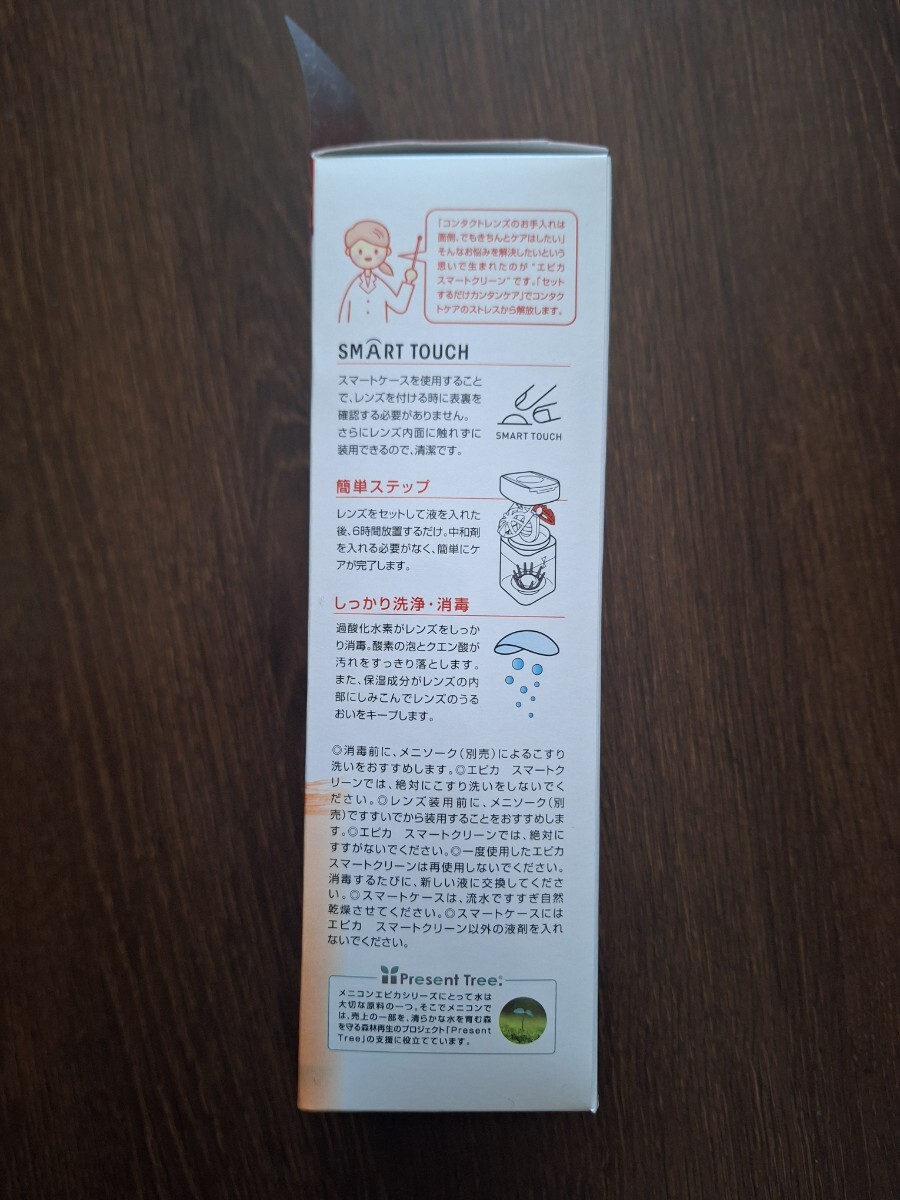 「コンタクトレンズのお手入れは
面倒、でもきちんとケアはしたい」
そんなお悩みを解決したいという
思いで生まれたのが"エピカ
スマートクリーン"です。「セット
するだけカンタンケア」でコンタク
トケアのストレスから解放します。
SMART TOUCH
スマートケースを使用すること
で、レンズを付ける時に表裏を
確認する必要がありません。
さらにレンズ内面に触れずに
装用できるので、清潔です。
SMART TOUCH
簡単ステップ
レンズをセットして液を入れた
後、6時間放置するだけ。中和剤
を入れる必要がなく、簡単にケ
アが完了します。
しっかり洗浄・消毒
過酸化水素がレンズをしっか
り消毒。酸素の泡とクエン酸が
汚れをすっきり落とします。
また、保湿成分がレンズの内
部にしみこんでレンズのうる
おいをキープします。
◎消毒前に、メニソーク(別売)によるこすり
洗いをおすすめします。◎エピカ　スマートク
リーンでは、絶対にこすり洗いをしないでく
ださい。◎レンズ装用前に、メニソーク(別
売)ですすいでから装用することをおすすめしま
す。◎エピカ　スマートクリーンでは、絶対に
すすがないでください。◎一度使用したエピカ
スマートクリーンは再使用しないでください。
消毒するたびに、新しい液に交換してくださ
い。◎スマートケースは、流水ですすぎ自然
乾燥させてください。◎スマートケースには
エピカ　スマートクリーン以外の液剤を入れ
ないでください。
Present Tree
メニコンエピカシリーズにとって水は
大切な原料の一つ。そこでメニコンで
は、売上の一部を、清らかな水を育む森
を守る森林再生のプロジェクト「Present
Tree」の支援に役立てています。